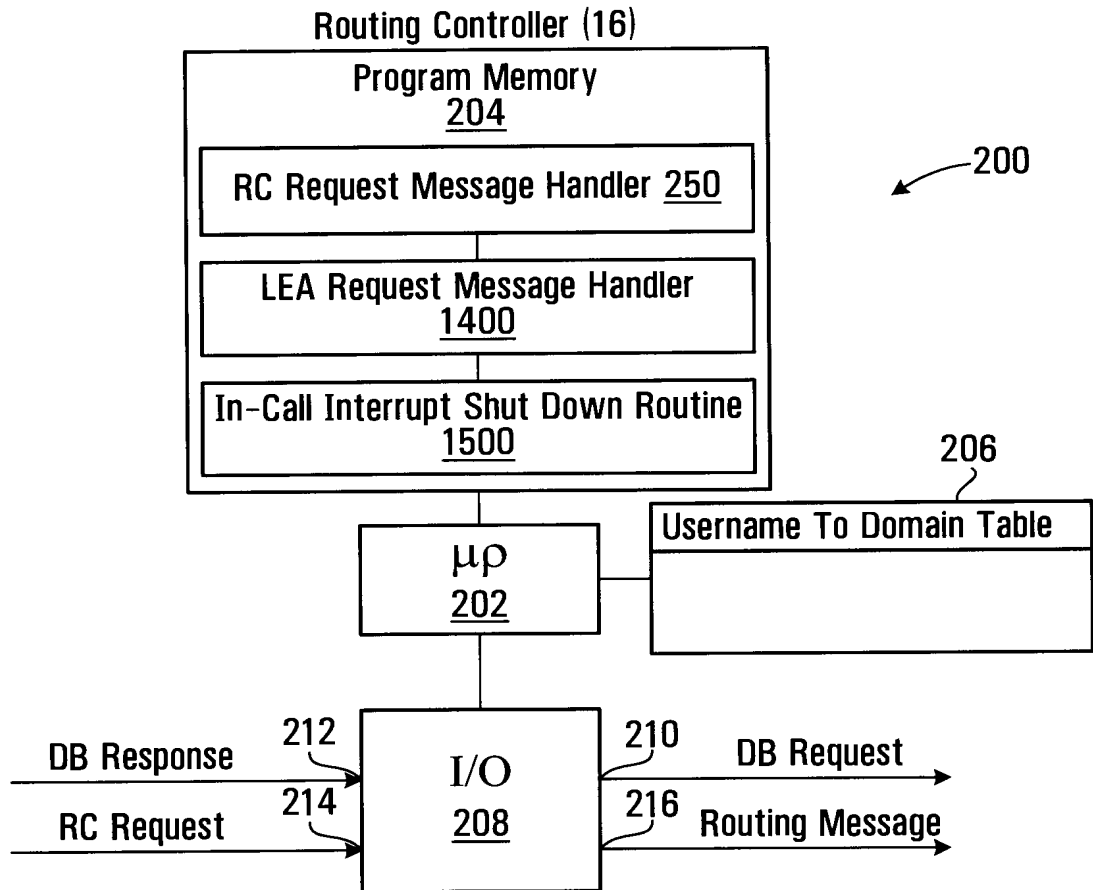 Routing Controller (16)
Program Memory
204
RC Request Message Handler 250
200
LEA Request Message Handler
1400
In-Call Interrupt Shut Down Routine
1500
206
Username To Domain Table
μρ
202
212
DB Response
214
RC Request
I/O
208
210
DB Request
216
Routing Message